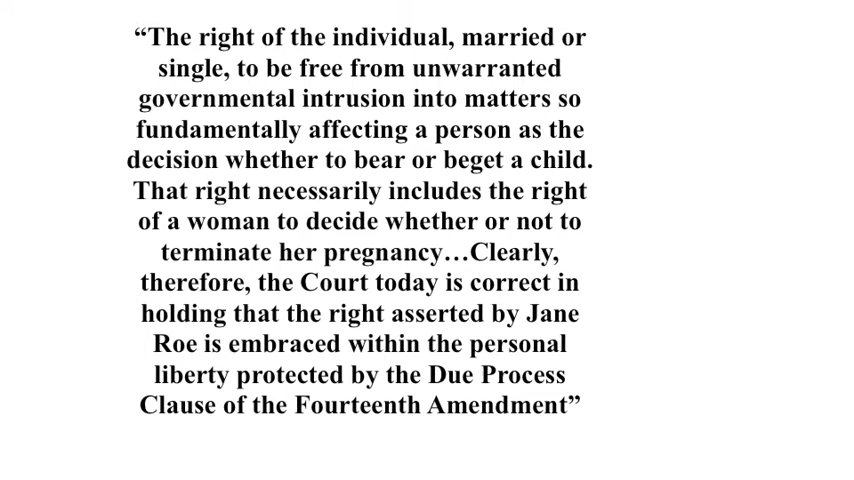 “The right of the individual, married or
single, to be free from unwarranted
governmental intrusion into matters so
fundamentally affecting a person as the
decision whether to bear or beget a child.
That right necessarily includes the right
of a woman to decide whether or not to
terminate her pregnancy…Clearly,
therefore, the Court today is correct in
holding that the right asserted by Jane
Roe is embraced within the personal
liberty protected by the Due Process
Clause of the Fourteenth Amendment”